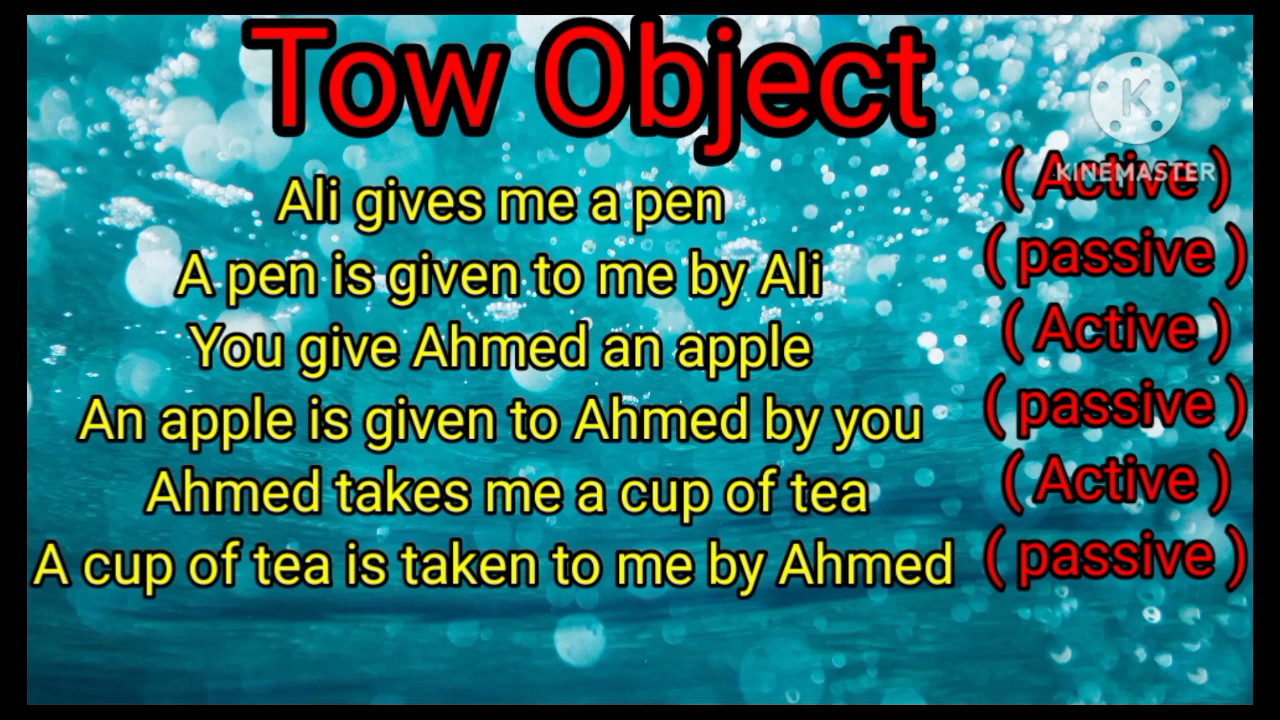 Tow Object
KINEMASTER
Ali gives me a pen ( Active )
A pen is given to me by Ali ( passive )
You give Ahmed an apple ( Active )
An apple is given to Ahmed by you ( passive )
Ahmed takes me a cup of tea ( Active )
A cup of tea is taken to me by Ahmed ( passive )